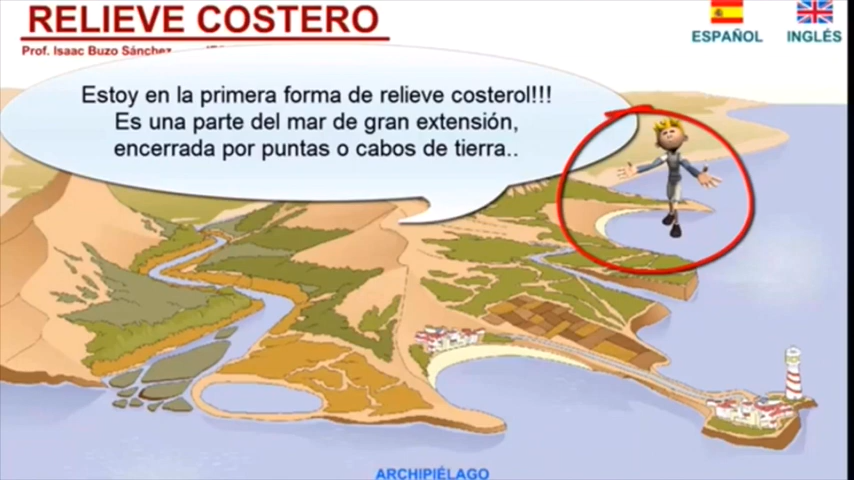 RELIEVE COSTERO
Prof. Isaac Buzo Sánchez
ESPAÑOL
INGLÉS
Estoy en la primera forma de relieve costerol!!!
Es una parte del mar de gran extensión,
encerrada por puntas o cabos de tierra..
ARCHIPIÉLAGO